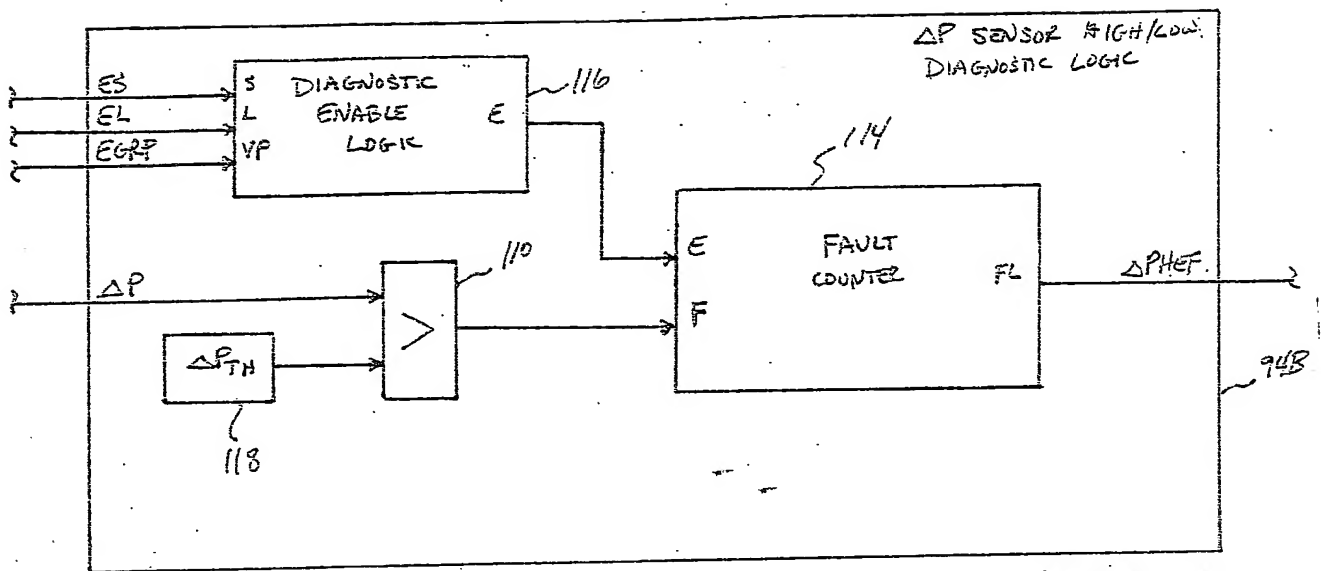 ΔP SENSOR HIGH/LOW
DIAGNOSTIC LOGIC
ES
EL
EGRP
S
L
VP
DIAGNOSTIC
ENABLE
LOGIC
E
116
114
ΔP
110
>
ΔPTH
118
E
F
FAULT
COUNTER
FL
ΔPHEF
94B